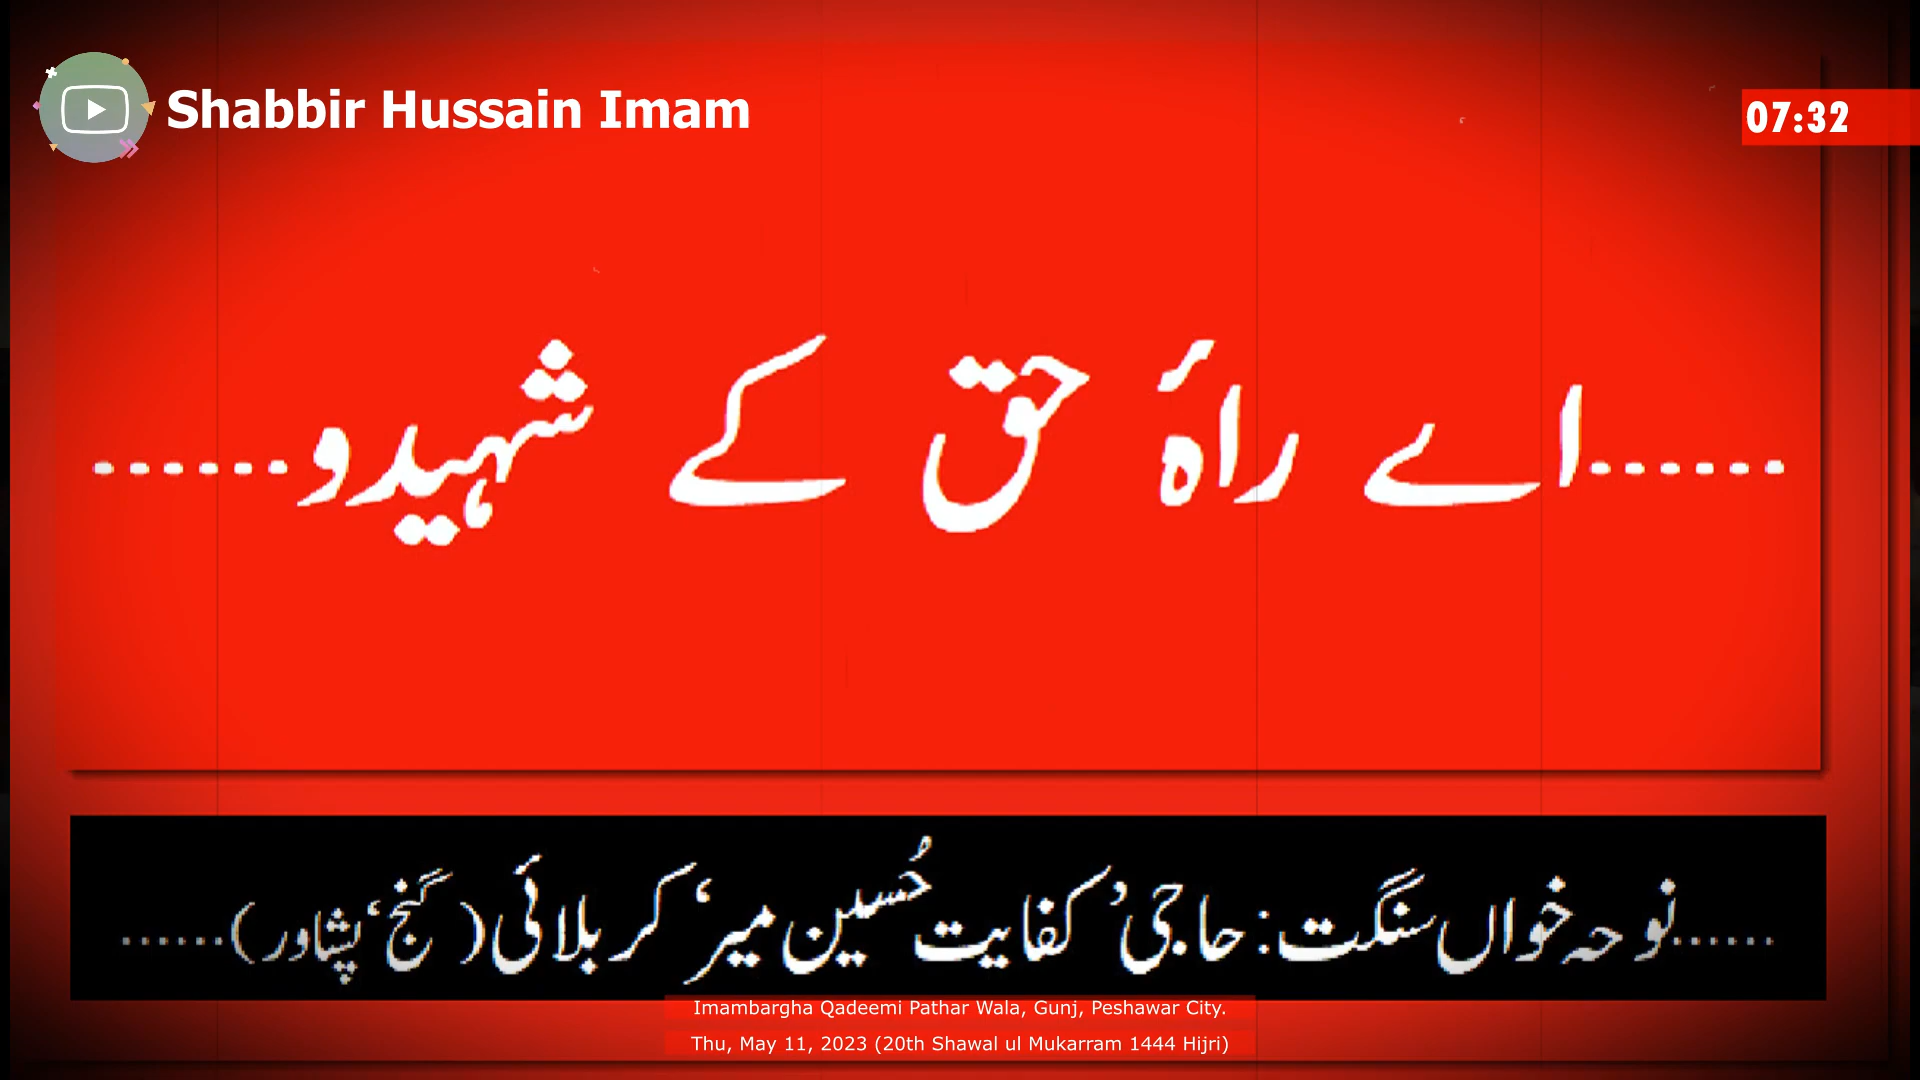 Shabbir Hussain Imam
07:32
......اے راہٗ حق کے شہیدو......
......نوحہ خواں سنگت: حاجی’ کفایت حُسین میر‘ کربلائی (گنج‘ پشاور)......
Imambargha Qadeemi Pathar Wala, Gunj, Peshawar City.
Thu, May 11, 2023 (20th Shawal ul Mukarram 1444 Hijri)